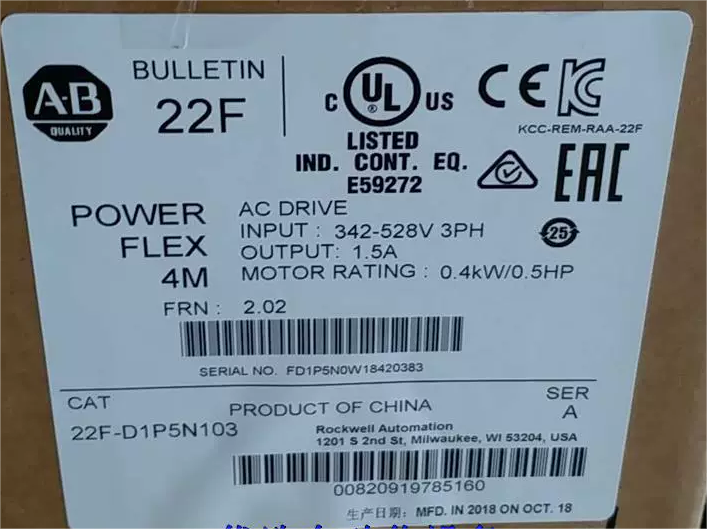 A-B
QUALITY
BULLETIN
22F
C UL US
®
LISTED
IND. CONT. EQ.
E59272
CE
KCC-REM-RAA-22F
EAC
25
POWER
FLEX
4M
AC DRIVE
INPUT : 342-528V 3PH
OUTPUT: 1.5A
MOTOR RATING : 0.4kW/0.5HP
FRN : 2.02
SERIAL NO. FD1P5N0W18420383
CAT
22F-D1P5N103
PRODUCT OF CHINA
SER
A
Rockwell Automation
1201 S 2nd St, Milwaukee, WI 53204, USA
00820919785160
生产日期: MFD. IN 2018 ON OCT. 18